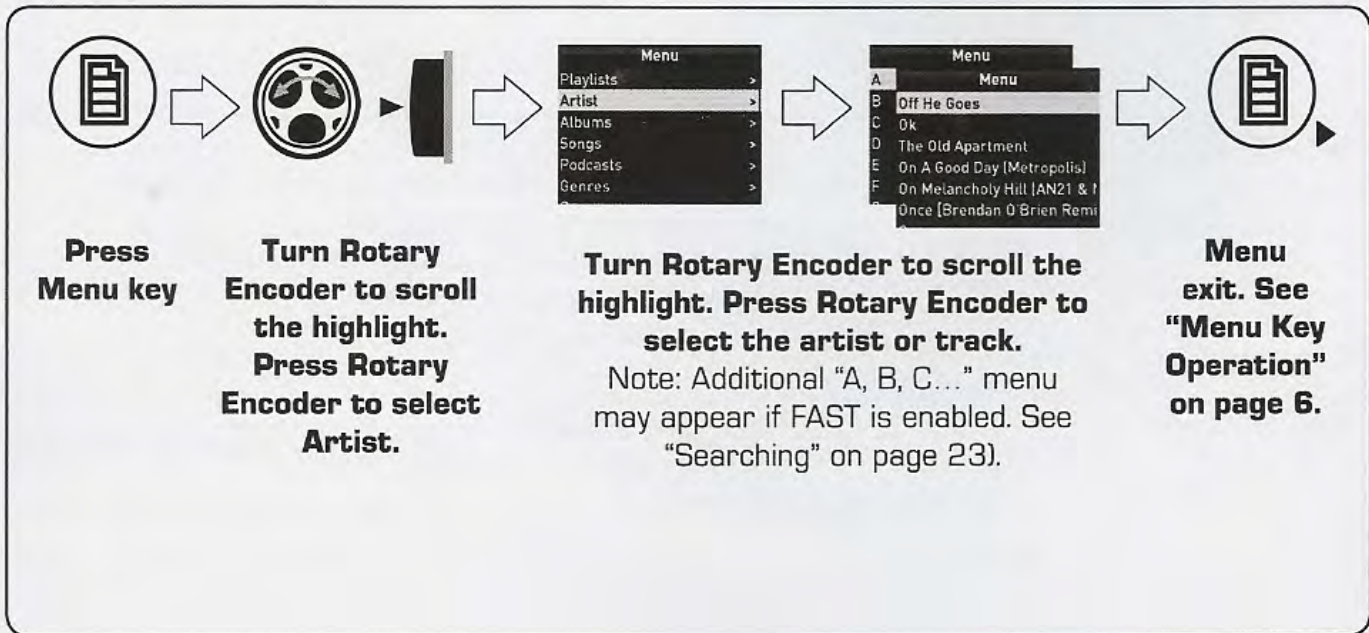 Menu
Playlists >
Artist >
Albums >
Songs >
Podcasts >
Genres >
Menu
A
B
C
D
E
F
Menu
Off He Goes
Ok
The Old Apartment
On A Good Day (Metropolis)
On Melancholy Hill (AN21 &
Once [Brendan O'Brien Remi
Press
Menu key
Turn Rotary
Encoder to scroll
the highlight.
Press Rotary
Encoder to select
Artist.
Turn Rotary Encoder to scroll the
highlight. Press Rotary Encoder to
select the artist or track.
Note: Additional “A, B, C...” menu
may appear if FAST is enabled. See
“Searching” on page 23).
Menu
exit. See
“Menu Key
Operation”
on page 6.